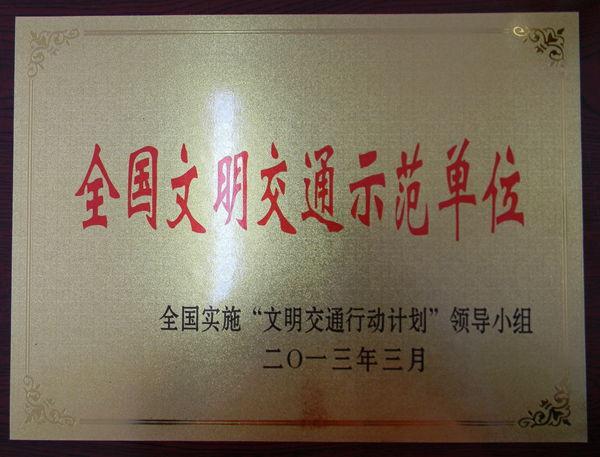 全国文明交通示范单位
全国实施“文明交通行动计划”领导小组
二〇一三年三月